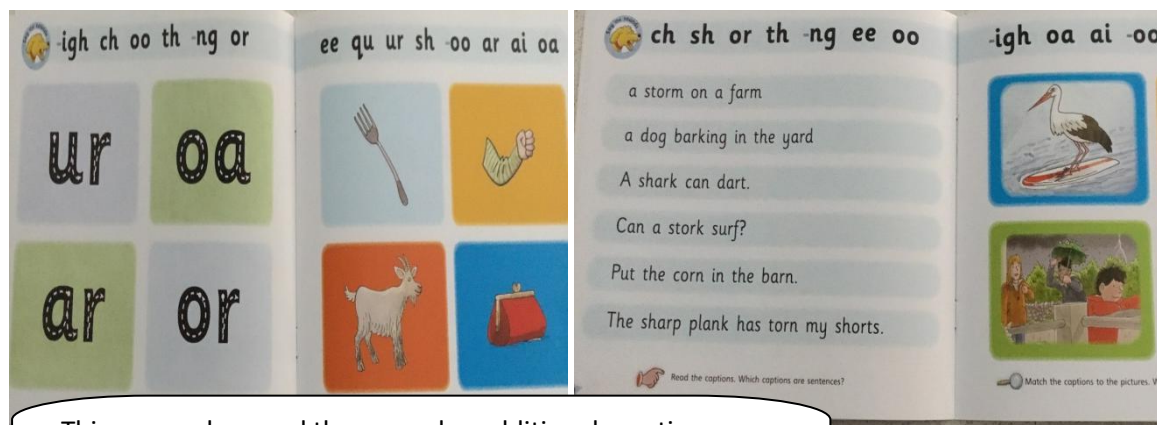 -igh ch oo th -ng or
ee qu ur sh -oo ar ai oa
ur oa
ar or
ch sh or th -ng ee oo
a storm on a farm
a dog barking in the yard
A shark can dart.
Can a stork surf?
Put the corn in the barn.
The sharp plank has torn my shorts.
Read the captions. Which captions are sentences?
-igh oa ai -oo
Match the captions to the pictures.